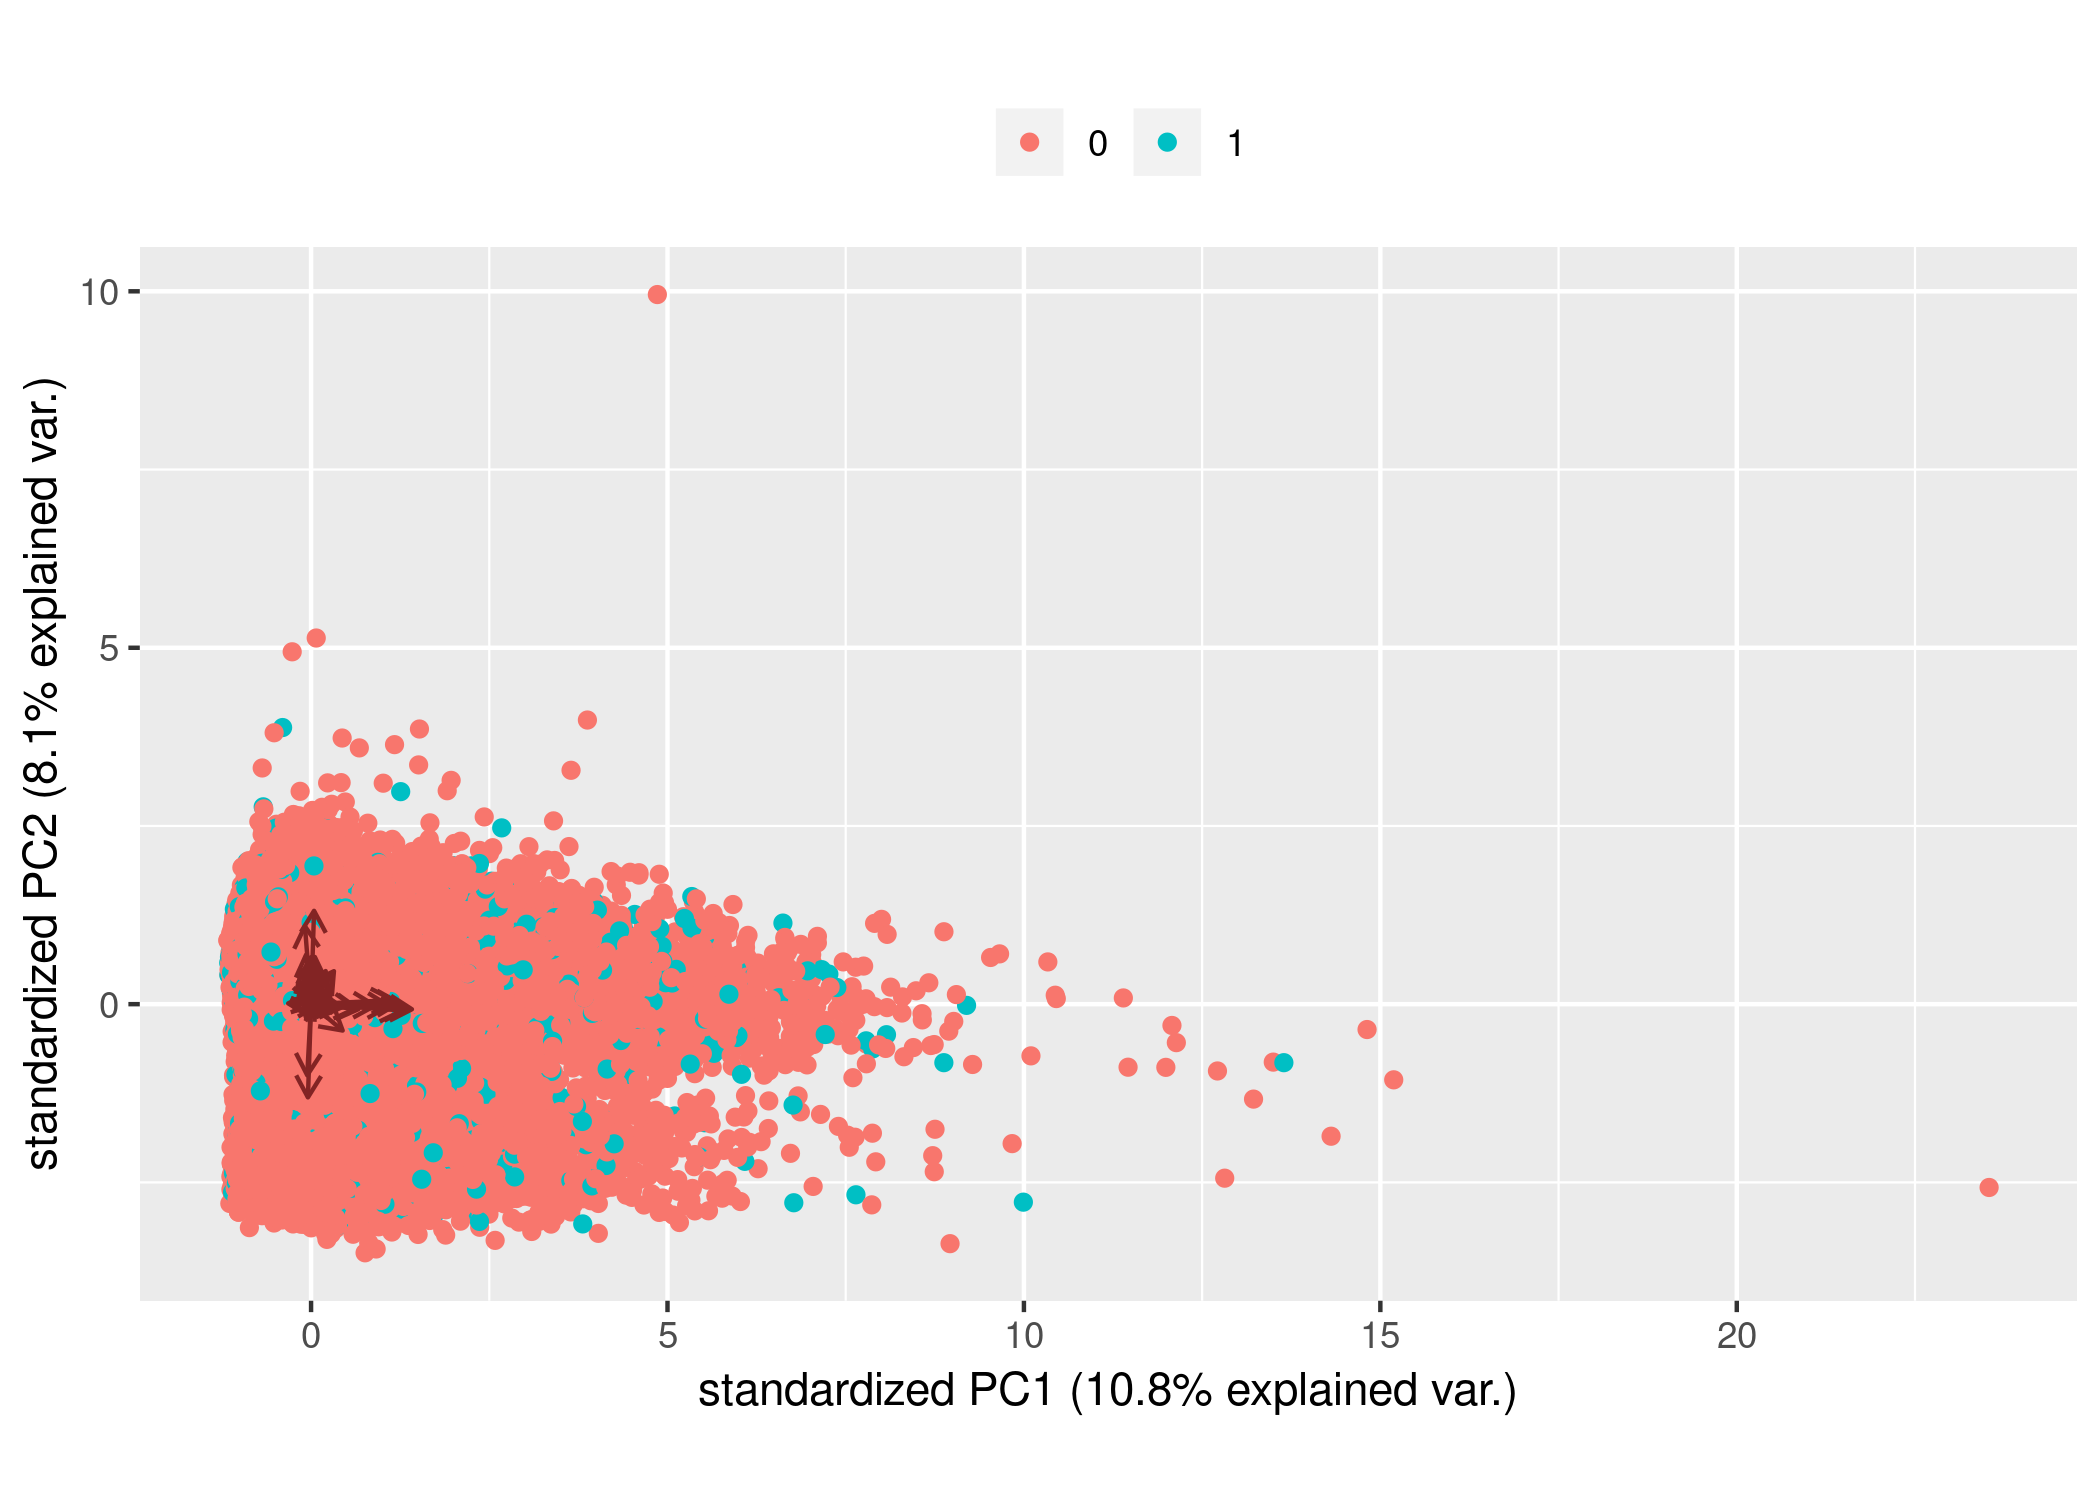 0 1
10
5
0
standardized PC2 (8.1% explained var.)
0 5 10 15 20
standardized PC1 (10.8% explained var.)